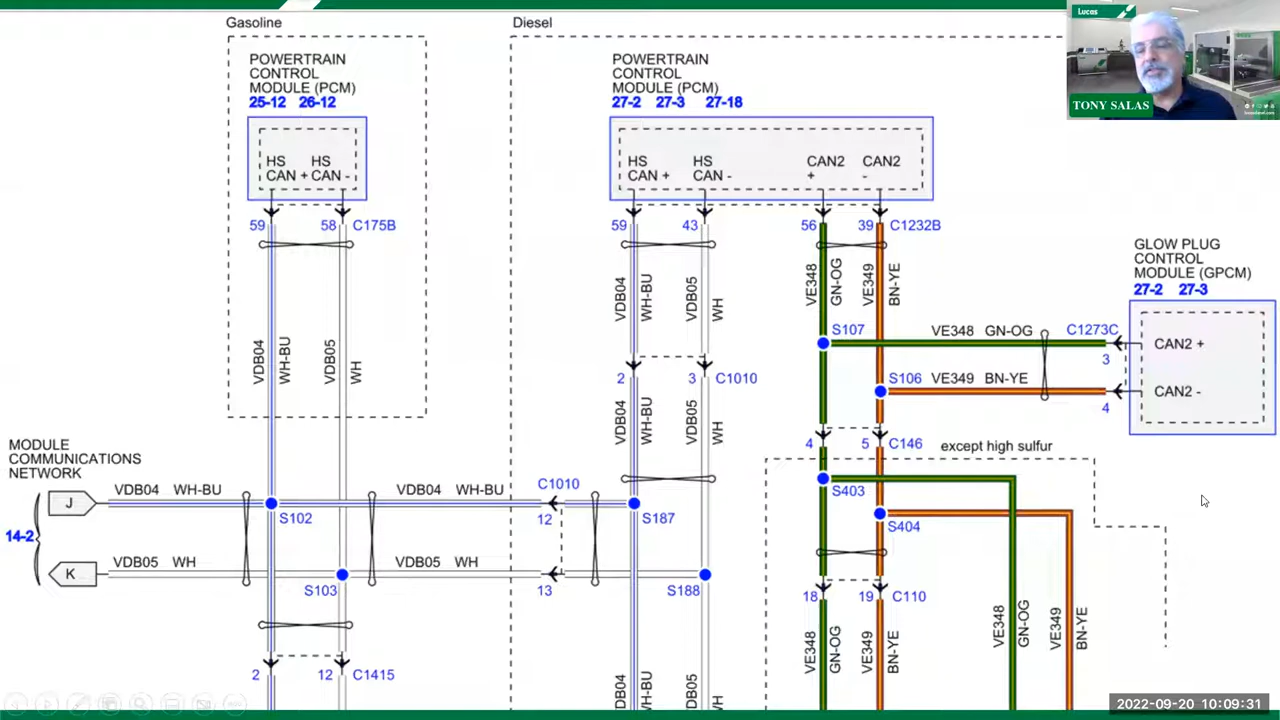 Gasoline
Diesel
Lucas
TONY SALAS
POWERTRAIN
CONTROL
MODULE (PCM)
25-12 26-12
HS HS
CAN + CAN -
59 58 C175B
VDB04 WH-BU
VDB05 WH
POWERTRAIN
CONTROL
MODULE (PCM)
27-2 27-3 27-18
HS HS CAN2 CAN2
CAN + CAN - + -
59 43 56 39 C1232B
VDB04 WH-BU
VDB05 WH
VE348 GN-OG
VE349 BN-YE
GLOW PLUG
CONTROL
MODULE (GPCM)
27-2 27-3
S107 VE348 GN-OG C1273C
3
CAN2 +
S106 VE349 BN-YE
4
CAN2 -
2 3 C1010
VDB04 WH-BU
VDB05 WH
4 5 C146
except high sulfur
MODULE
COMMUNICATIONS
NETWORK
14-2
J
VDB04 WH-BU
S102
VDB04 WH-BU
C1010
12
S187
S403
S404
K
VDB05 WH
S103
VDB05 WH
13
S188
18 19 C110
VE348 GN-OG
VE349 BN-YE
VE348 GN-OG
VE349 BN-YE
2 12 C1415
VDB04 WH-BU
VDB05 WH
2022-09-20 10:09:31